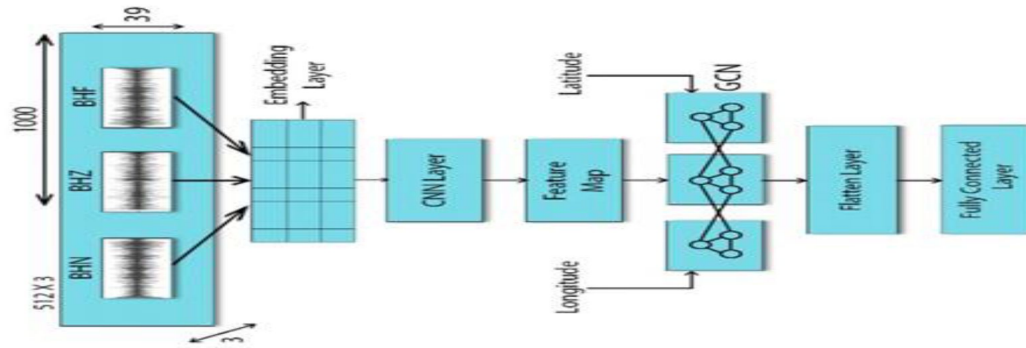 39
1000
BHF
BHZ
BHN
512 X 3
3
Embedding
Layer
CNN Layer
Feature
Map
Latitude
Longitude
GCN
Flatten Layer
Fully Connected
Layer